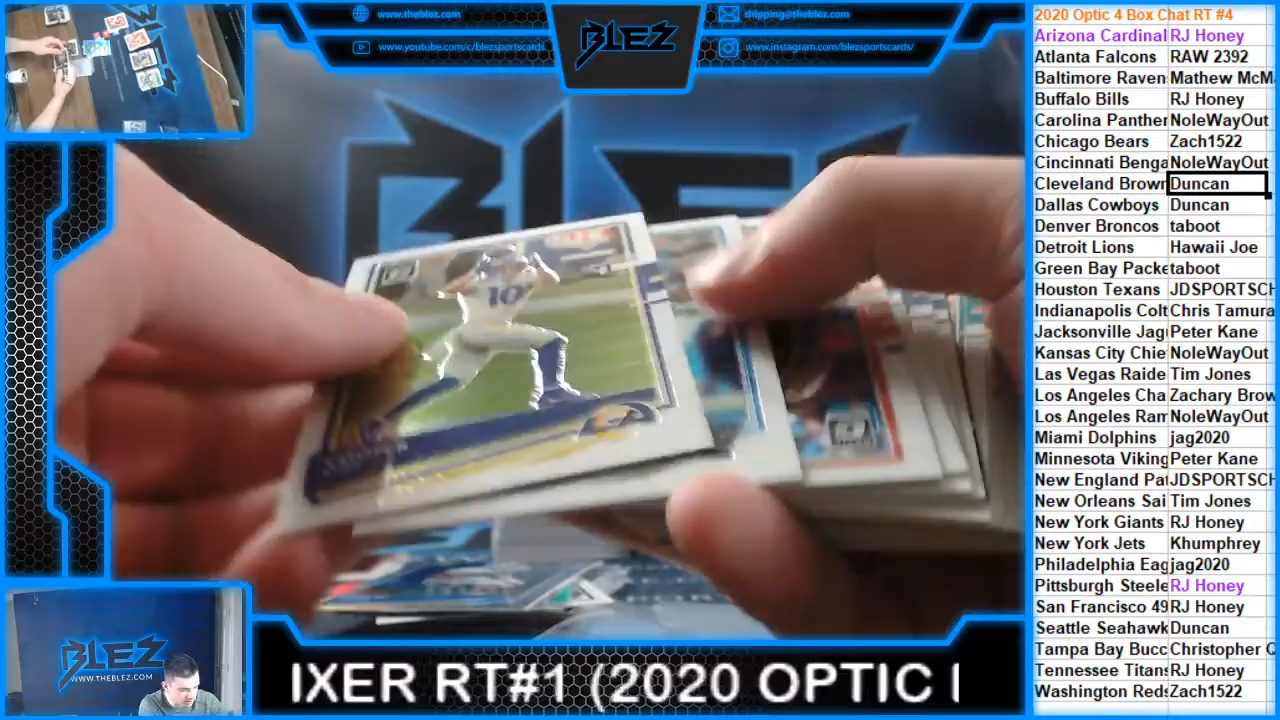 www.theblez.com
shipping@theblez.com
www.youtube.com/c/blezsportscards
www.instagram.com/blezsportscards/
BLEZ
2020 Optic 4 Box Chat RT #4
Arizona Cardinal RJ Honey
Atlanta Falcons RAW 2392
Baltimore Raven Mathew McM
Buffalo Bills RJ Honey
Carolina Panther NoleWayOut
Chicago Bears Zach1522
Cincinnati Benga NoleWayOut
Cleveland Brown Duncan
Dallas Cowboys Duncan
Denver Broncos taboot
Detroit Lions Hawaii Joe
Green Bay Packe taboot
Houston Texans JDSPORTSCH
Indianapolis Colt Chris Tamura
Jacksonville Jag Peter Kane
Kansas City Chie NoleWayOut
Las Vegas Raide Tim Jones
Los Angeles Cha Zachary Brow
Los Angeles Ram NoleWayOut
Miami Dolphins jag2020
Minnesota Viking Peter Kane
New England Pat JDSPORTSCH
New Orleans Sai Tim Jones
New York Giants RJ Honey
New York Jets Khumphrey
Philadelphia Eag jag2020
Pittsburgh Steele RJ Honey
San Francisco 49 RJ Honey
Seattle Seahawk Duncan
Tampa Bay Bucc Christopher Q
Tennessee Titans RJ Honey
Washington Reds Zach1522
BLEZ
10
BLEZ
WWW.THEBLEZ.COM
IXER RT#1 (2020 OPTIC